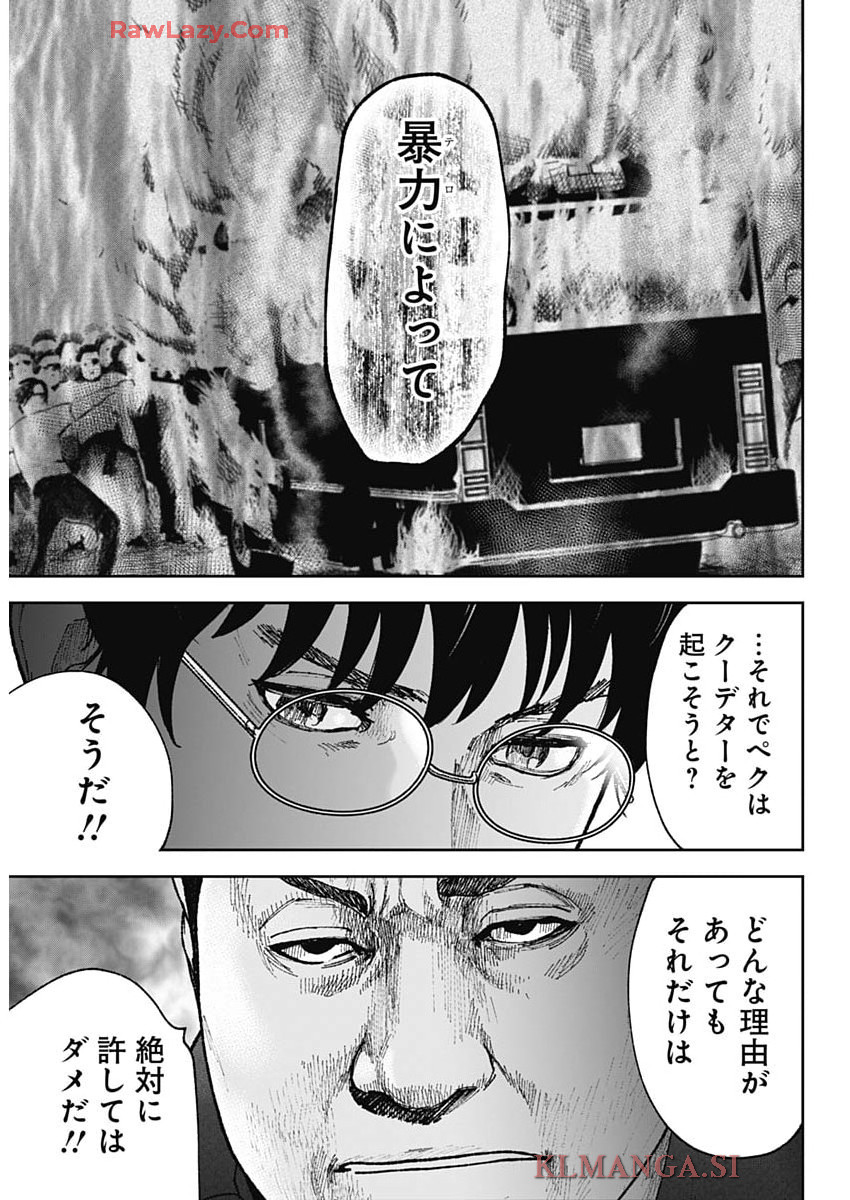 RawLazy.Com
暴力によって
テロ
…それでペクは
クーデターを
起こそうと?
そうだ!!
どんな理由が
あっても
それだけは
絶対に
許しては
ダメだ!!
KLMANGA.SI